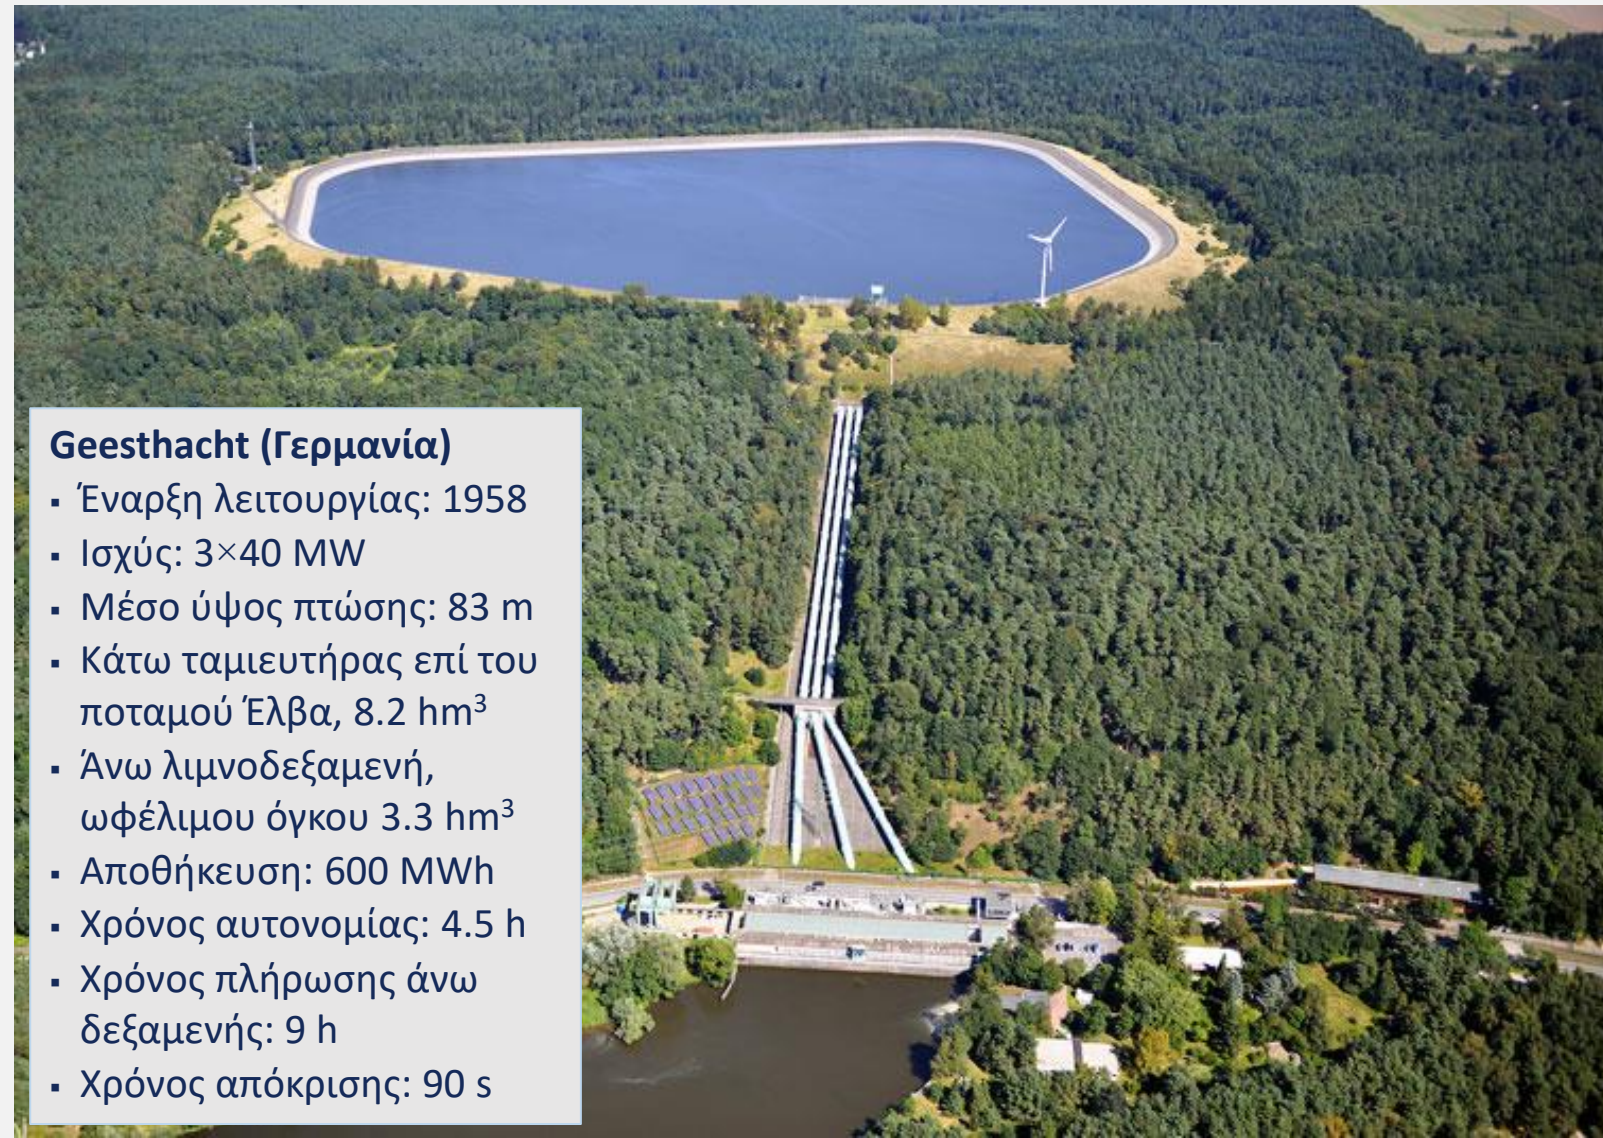 Geesthacht (Γερμανία)
▪ Έναρξη λειτουργίας: 1958
▪ Ισχύς: 3×40 MW
▪ Μέσο ύψος πτώσης: 83 m
▪ Κάτω ταμιευτήρας επί του
ποταμού Έλβα, 8.2 hm³
▪ Άνω λιμνοδεξαμενή,
ωφέλιμου όγκου 3.3 hm³
▪ Αποθήκευση: 600 MWh
▪ Χρόνος αυτονομίας: 4.5 h
▪ Χρόνος πλήρωσης άνω
δεξαμενής: 9 h
▪ Χρόνος απόκρισης: 90 s